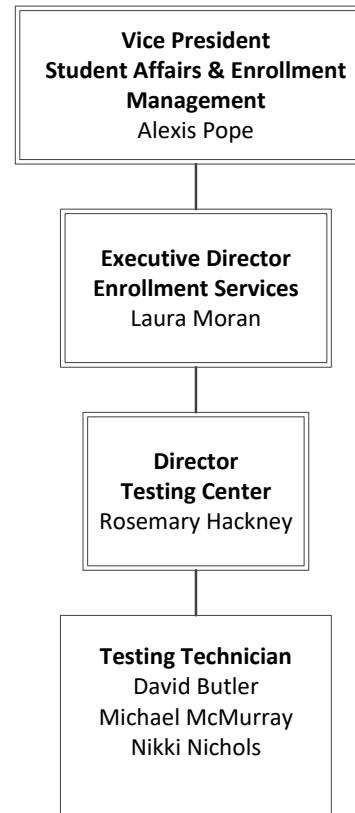 Vice President
Student Affairs & Enrollment
Management
Alexis Pope
Executive Director
Enrollment Services
Laura Moran
Director
Testing Center
Rosemary Hackney
Testing Technician
David Butler
Michael McMurray
Nikki Nichols